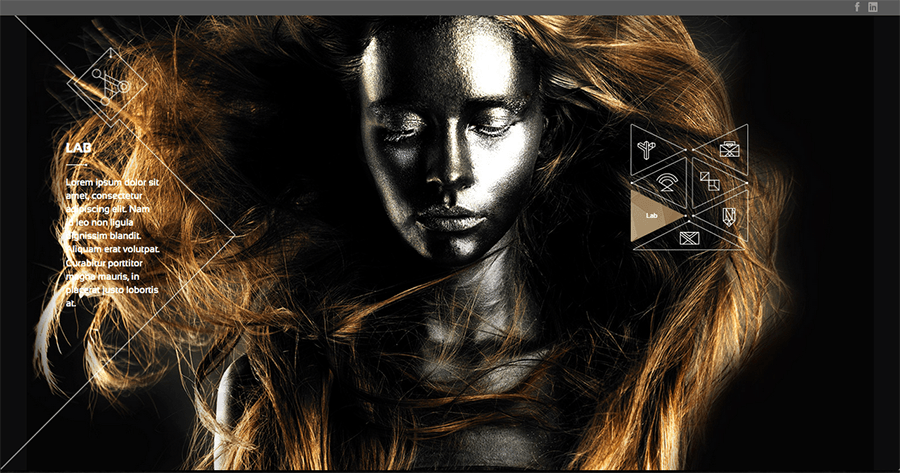 LAB
Lorem ipsum dolor sit
amet, consectetur
adipiscing elit. Nam
leo non ligula
dignissim blandit.
Aliquam erat volutpat.
Curabitur porttitor
magna mauris, in
placerat justo lobortis
at.
Lab